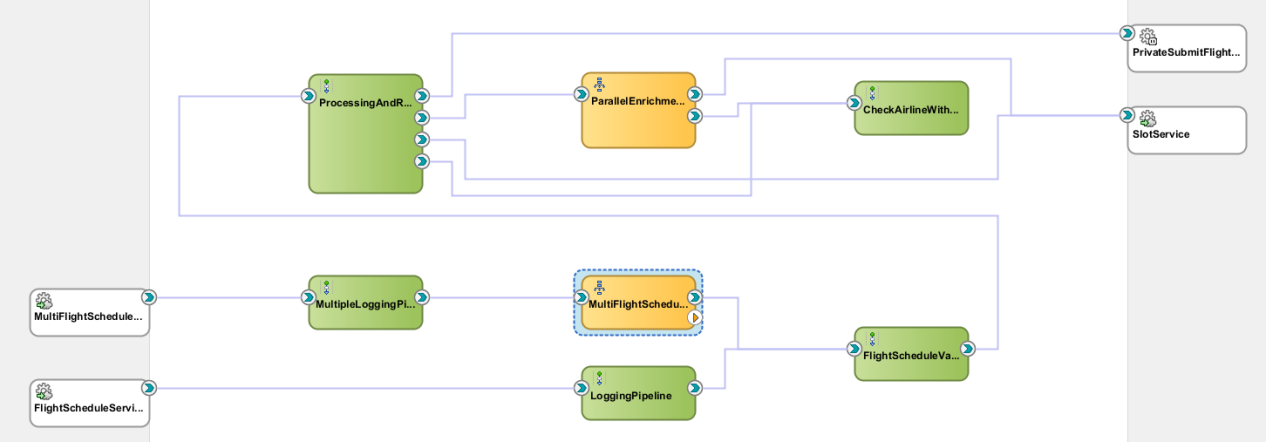 PrivateSubmitFlight...
ProcessingAndR...
ParallelEnrichme...
CheckAirlineWith...
SlotService
MultiFlightSchedule...
MultipleLoggingPi...
MultiFlightSchedu...
FlightScheduleVa...
FlightScheduleServi...
LoggingPipeline